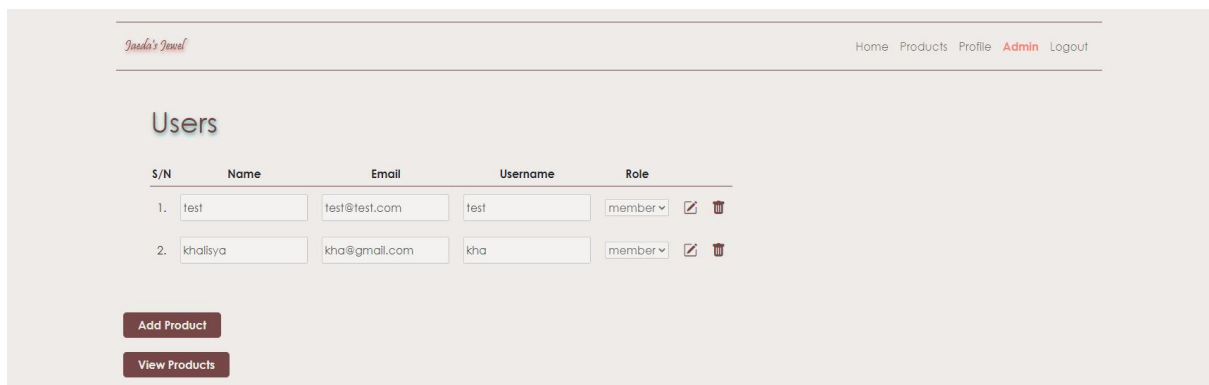 Jaeda's Jewel
Home Products Profile Admin Logout
Users
S/N Name Email Username Role
1. test test@test.com test member
2. khalisya kha@gmail.com kha member
Add Product
View Products